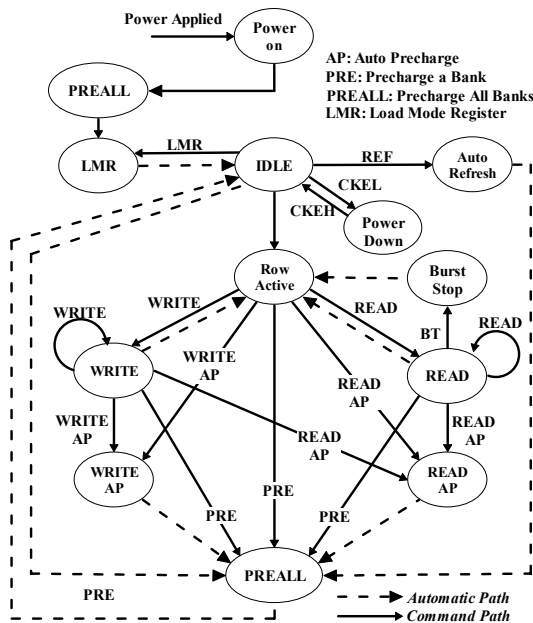 Power Applied
Power
on
AP: Auto Precharge
PRE: Precharge a Bank
PREALL: Precharge All Banks
LMR: Load Mode Register
PREALL
LMR
LMR
IDLE
REF
Auto
Refresh
CKEL
CKEH
Power
Down
Row
Active
Burst
Stop
WRITE
WRITE
READ
BT
READ
WRITE
WRITE
AP
READ
AP
READ
WRITE
AP
READ
AP
READ
AP
WRITE
AP
READ
AP
PRE
PRE
PRE
PREALL
PRE
Automatic Path
Command Path